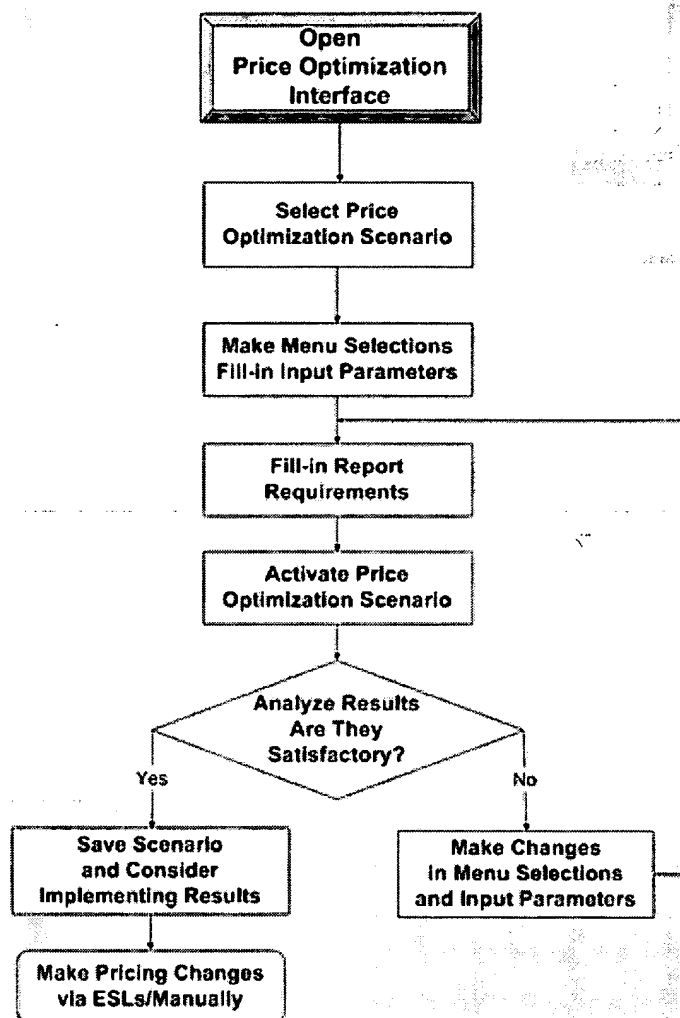 Open
Price Optimization
Interface
Select Price
Optimization Scenario
Make Menu Selections
Fill-in Input Parameters
Fill-in Report
Requirements
Activate Price
Optimization Scenario
Analyze Results
Are They
Satisfactory?
Yes
No
Save Scenario
and Consider
Implementing Results
Make Changes
in Menu Selections
and Input Parameters
Make Pricing Changes
via ESLs/Manually